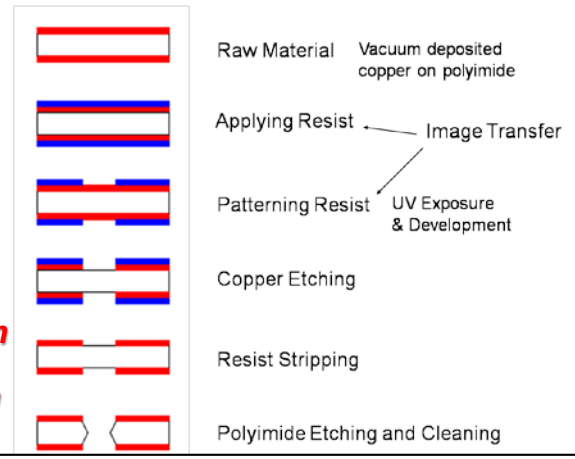 Raw Material
Vacuum deposited
copper on polyimide
Applying Resist
Image Transfer
Patterning Resist
UV Exposure
& Development
Copper Etching
Resist Stripping
Polyimide Etching and Cleaning